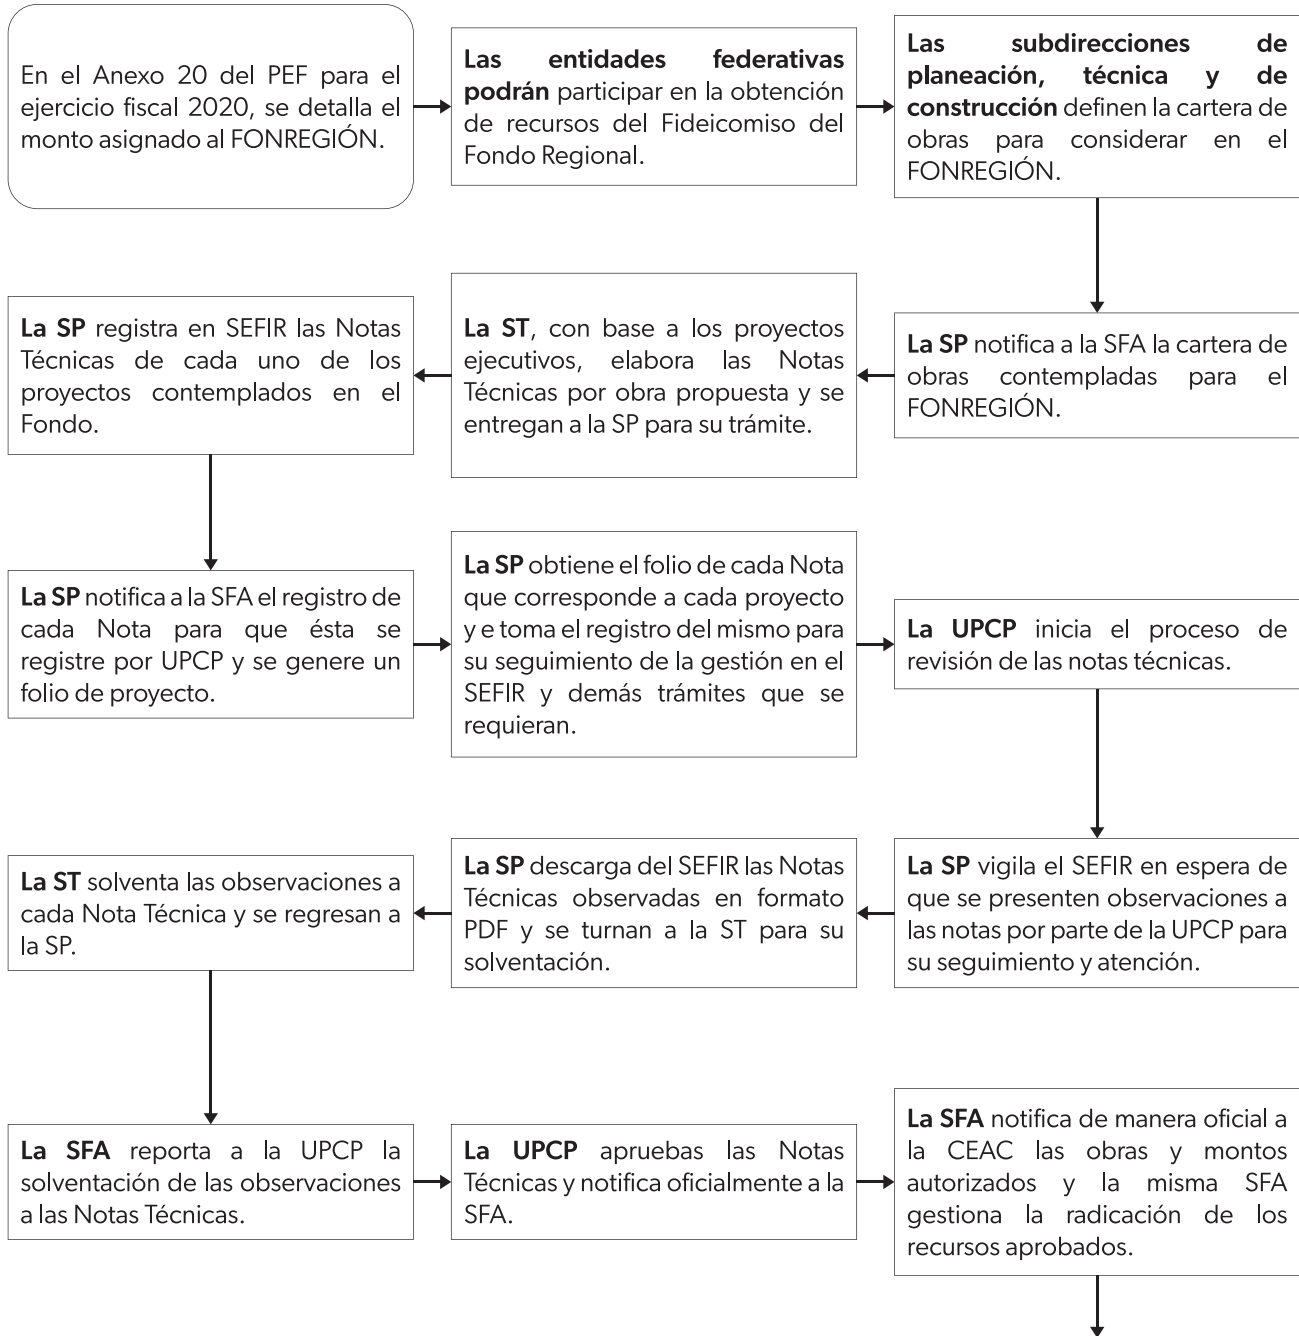 En el Anexo 20 del PEF para el
ejercicio fiscal 2020, se detalla el
monto asignado al FONREGIÓN.
Las entidades federativas
podrán participar en la obtención
de recursos del Fideicomiso del
Fondo Regional.
Las subdirecciones de
planeación, técnica y de
construcción definen la cartera de
obras para considerar en el
FONREGIÓN.
La SP notifica a la SFA la cartera de
obras contempladas para el
FONREGIÓN.
La ST, con base a los proyectos
ejecutivos, elabora las Notas
Técnicas por obra propuesta y se
entregan a la SP para su trámite.
La SP registra en SEFIR las Notas
Técnicas de cada uno de los
proyectos contemplados en el
Fondo.
La SP notifica a la SFA el registro de
cada Nota para que ésta se
registre por UPCP y se genere un
folio de proyecto.
La SP obtiene el folio de cada Nota
que corresponde a cada proyecto
y e toma el registro del mismo para
su seguimiento de la gestión en el
SEFIR y demás trámites que se
requieran.
La UPCP inicia el proceso de
revisión de las notas técnicas.
La SP vigila el SEFIR en espera de
que se presenten observaciones a
las notas por parte de la UPCP para
su seguimiento y atención.
La SP descarga del SEFIR las Notas
Técnicas observadas en formato
PDF y se turnan a la ST para su
solventación.
La ST solventa las observaciones a
cada Nota Técnica y se regresan a
la SP.
La SFA reporta a la UPCP la
solventación de las observaciones
a las Notas Técnicas.
La UPCP apruebas las Notas
Técnicas y notifica oficialmente a la
SFA.
La SFA notifica de manera oficial a
la CEAC las obras y montos
autorizados y la misma SFA
gestiona la radicación de los
recursos aprobados.